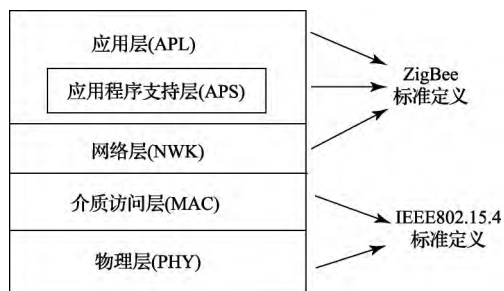 应用层(APL)
应用程序支持层(APS)
网络层(NWK)
介质访问层(MAC)
物理层(PHY)
ZigBee
标准定义
IEEE802.15.4
标准定义